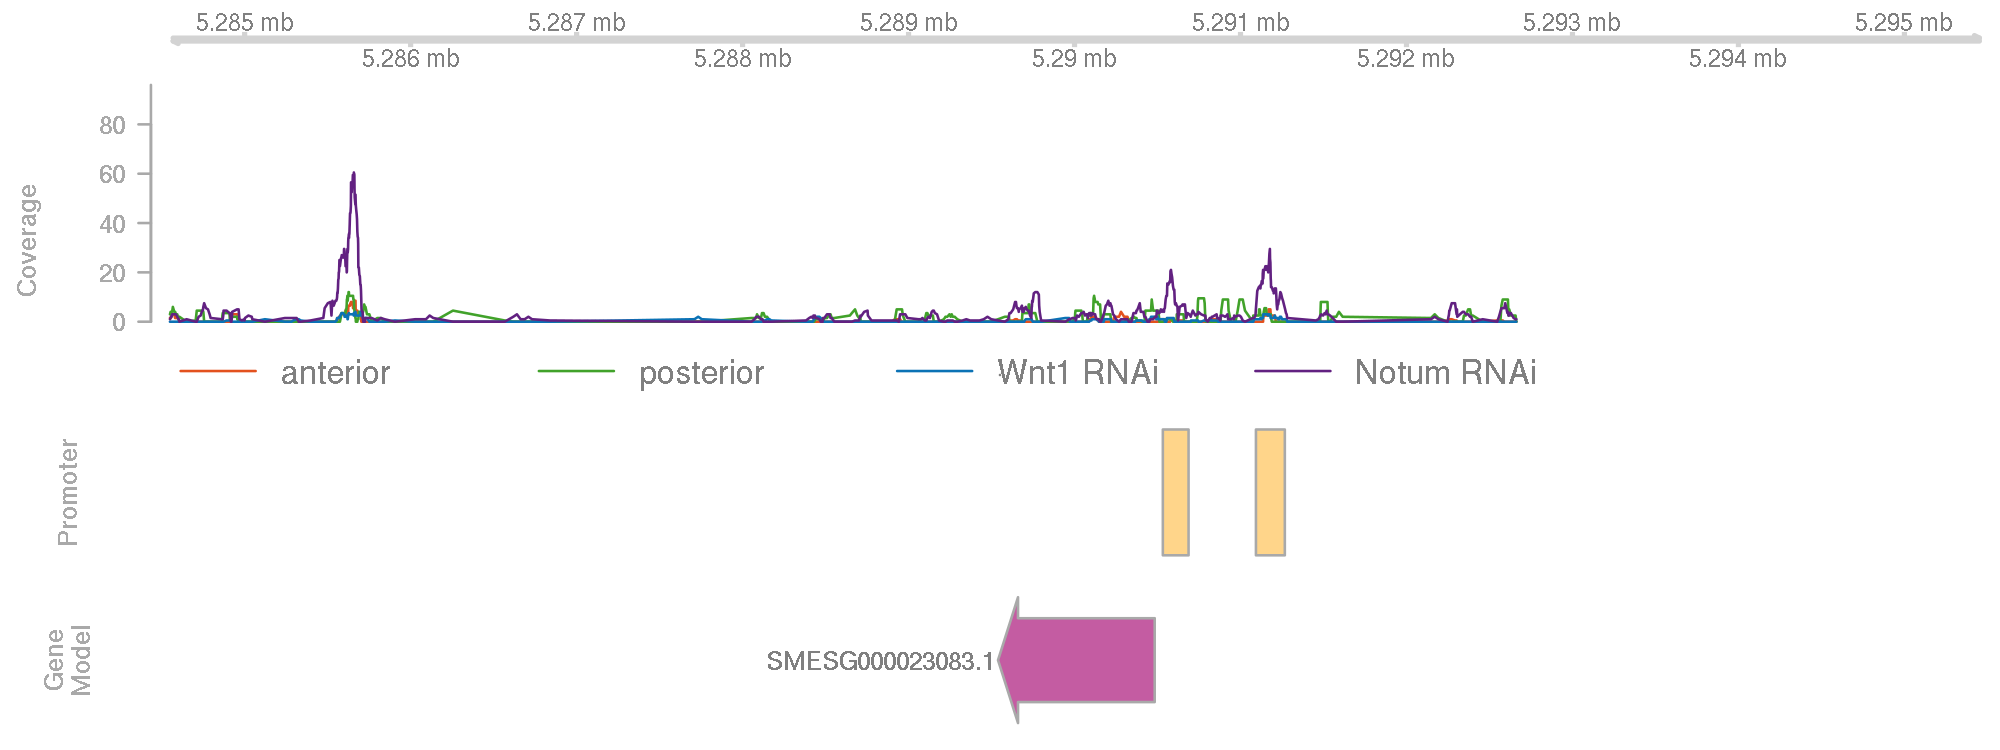 5.285 mb 5.287 mb 5.289 mb 5.291 mb 5.293 mb 5.295 mb
5.286 mb 5.288 mb 5.29 mb 5.292 mb 5.294 mb
Coverage
80
60
40
20
0
anterior posterior Wnt1 RNAi Notum RNAi
Promoter
Gene
Model
SMESG000023083.1